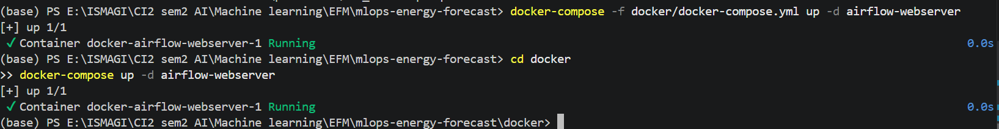 (base) PS E:\ISMAGI\CI2 sem2 AI\Machine learning\EFM\mlops-energy-forecast> docker-compose -f docker/docker-compose.yml up -d airflow-webserver
[+] up 1/1
✓ Container docker-airflow-webserver-1 Running 0.0s
(base) PS E:\ISMAGI\CI2 sem2 AI\Machine learning\EFM\mlops-energy-forecast> cd docker
>> docker-compose up -d airflow-webserver
[+] up 1/1
✓ Container docker-airflow-webserver-1 Running 0.0s
(base) PS E:\ISMAGI\CI2 sem2 AI\Machine learning\EFM\mlops-energy-forecast\docker>